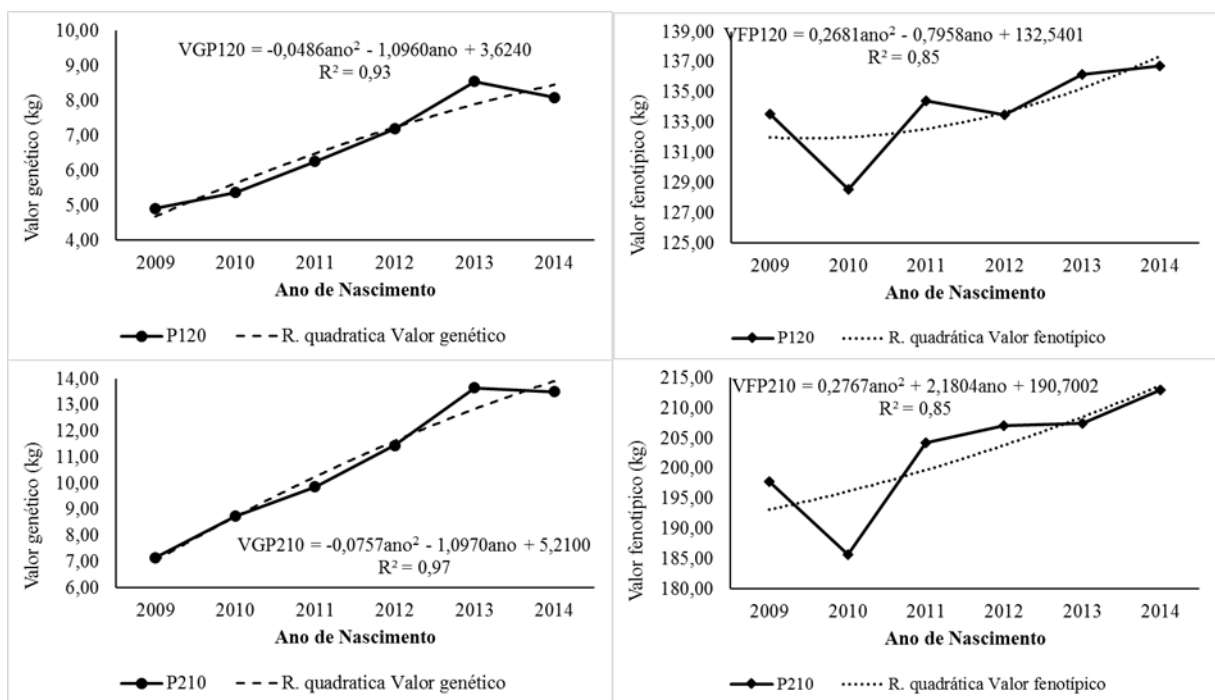 VGP120 = -0,0486ano² - 1,0960ano + 3,6240
R² = 0,93
Valor genético (kg)
10,00
9,00
8,00
7,00
6,00
5,00
4,00
2009 2010 2011 2012 2013 2014
Ano de Nascimento
P120 R. quadratica Valor genético
VFP120 = 0,2681ano² - 0,7958ano + 132,5401
R² = 0,85
Valor fenotípico (kg)
139,00
137,00
135,00
133,00
131,00
129,00
127,00
125,00
2009 2010 2011 2012 2013 2014
Ano de Nascimento
P120 R. quadrática Valor fenotípico
Valor genético (kg)
14,00
13,00
12,00
11,00
10,00
9,00
8,00
7,00
6,00
VGP210 = -0,0757ano² - 1,0970ano + 5,2100
R² = 0,97
2009 2010 2011 2012 2013 2014
Ano de Nascimento
P210 R. quadratica Valor genético
VFP210 = 0,2767ano² + 2,1804ano + 190,7002
R² = 0,85
Valor fenotípico (kg)
215,00
210,00
205,00
200,00
195,00
190,00
185,00
180,00
2009 2010 2011 2012 2013 2014
Ano de Nascimento
P210 R. quadrática Valor fenotípico